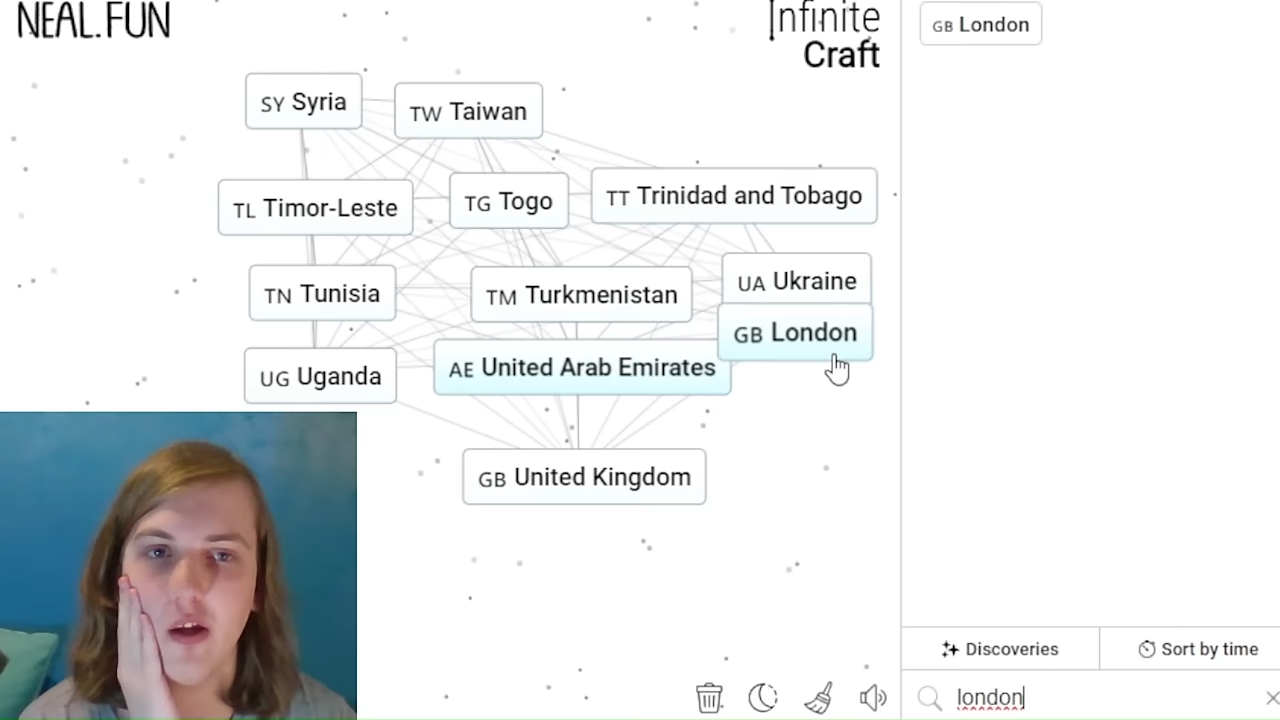 NEAL.FUN
Infinite
Craft
GB London
SY Syria
TW Taiwan
TL Timor-Leste
TG Togo
TT Trinidad and Tobago
TN Tunisia
TM Turkmenistan
UA Ukraine
GB London
UG Uganda
AE United Arab Emirates
GB United Kingdom
Discoveries
Sort by time
london